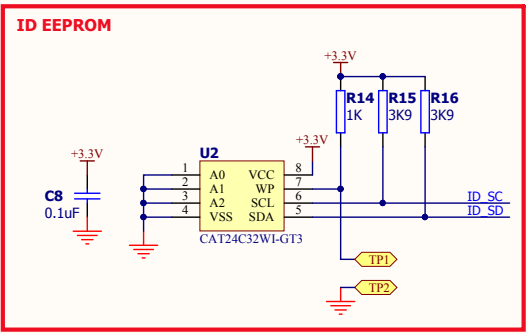 ID EEPROM
+3.3V
R14 R15 R16
1K 3K9 3K9
+3.3V
+3.3V
U2
C8
0.1uF
1 A0 VCC 8
2 A1 WP 7
3 A2 SCL 6
4 VSS SDA 5
CAT24C32WI-GT3
ID_SC
ID_SD
TP1
TP2